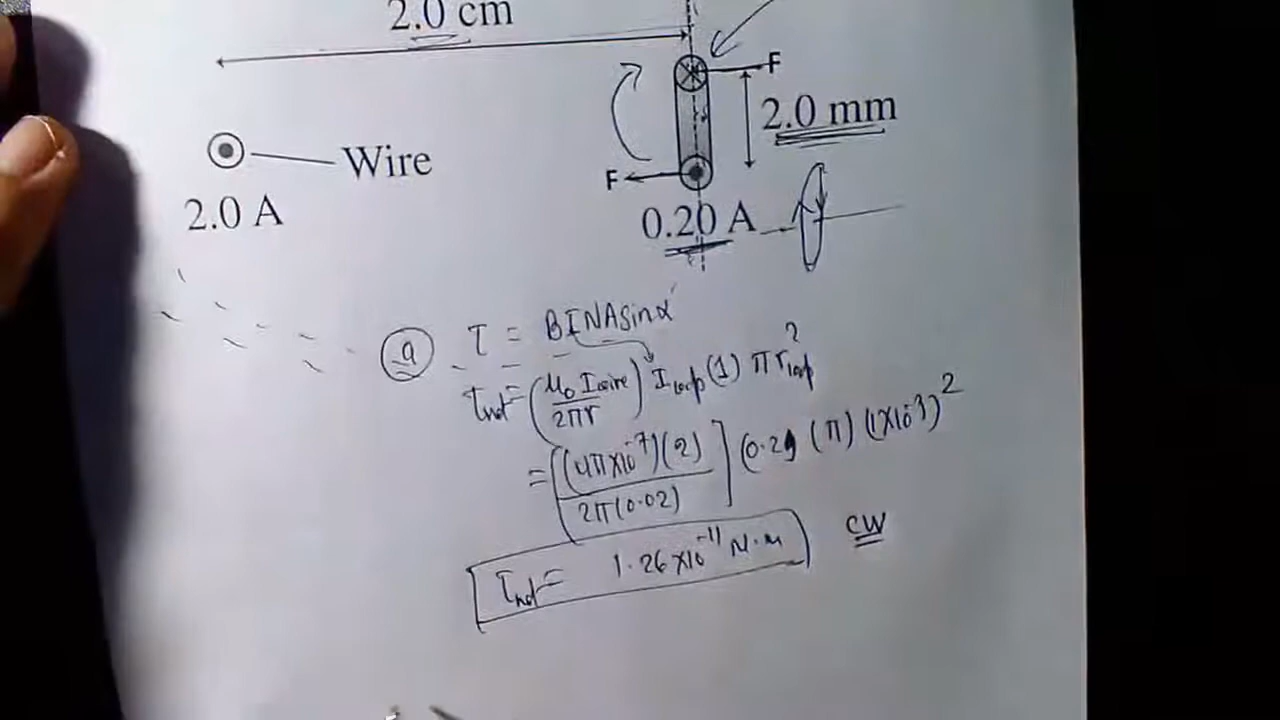 2.0 cm
F
2.0 mm
Wire
F
2.0 A
0.20 A
a τ = BINAsinα
τnet = (μ0 Iwire / 2πr) Iloop (1) πr²loop
= [(4π×10⁻⁷)(2) / 2π(0.02)] (0.2) (π) (1×10⁻³)²
τnet = 1.26×10⁻¹¹ N·m CW